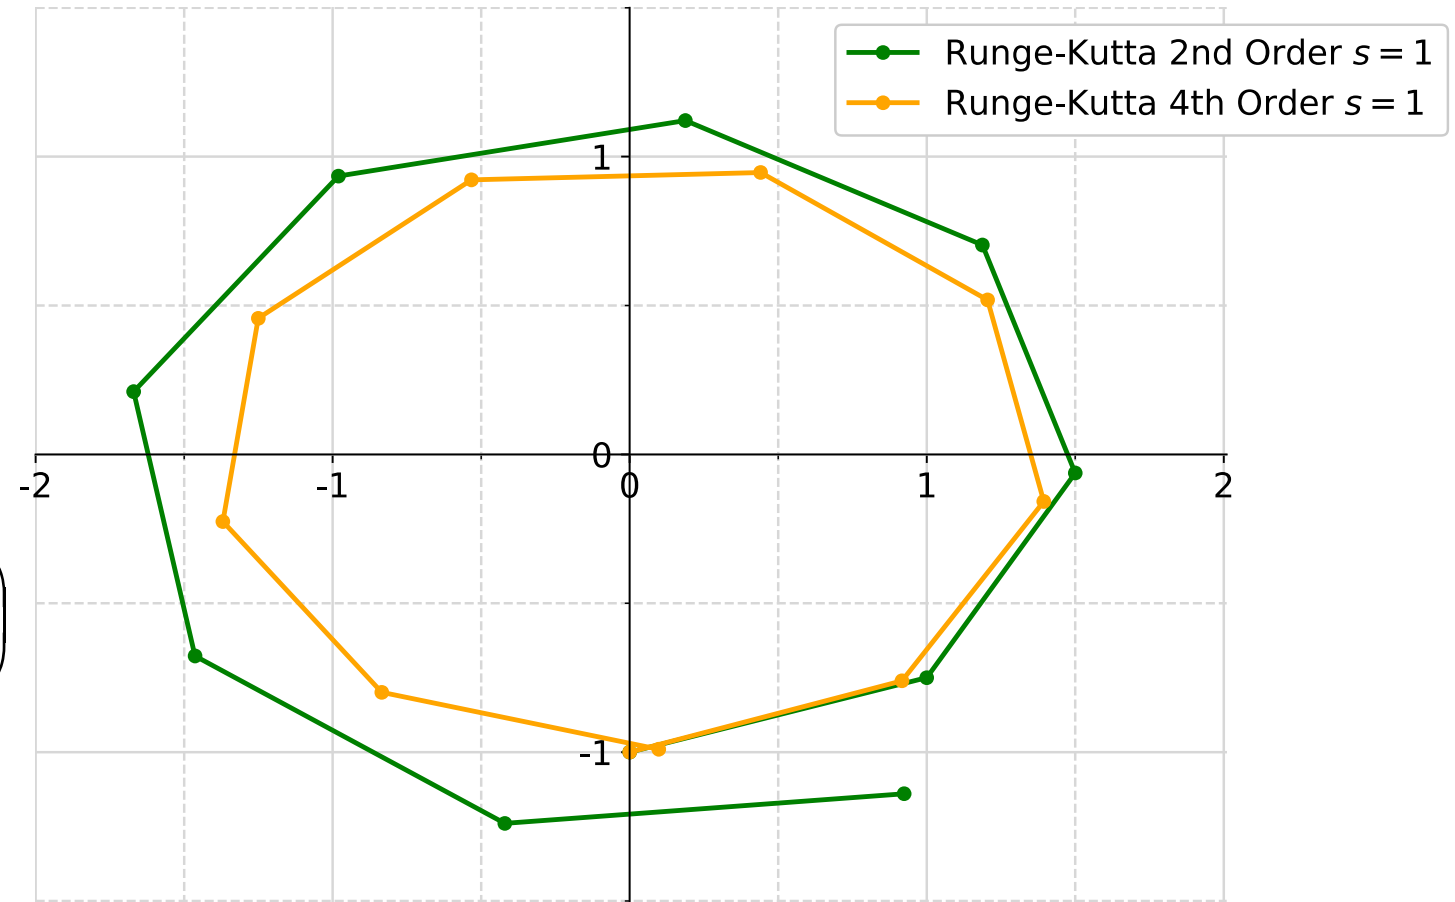 Runge-Kutta 2nd Order s = 1
Runge-Kutta 4th Order s = 1
1
0
-2 -1 0 1 2
-1